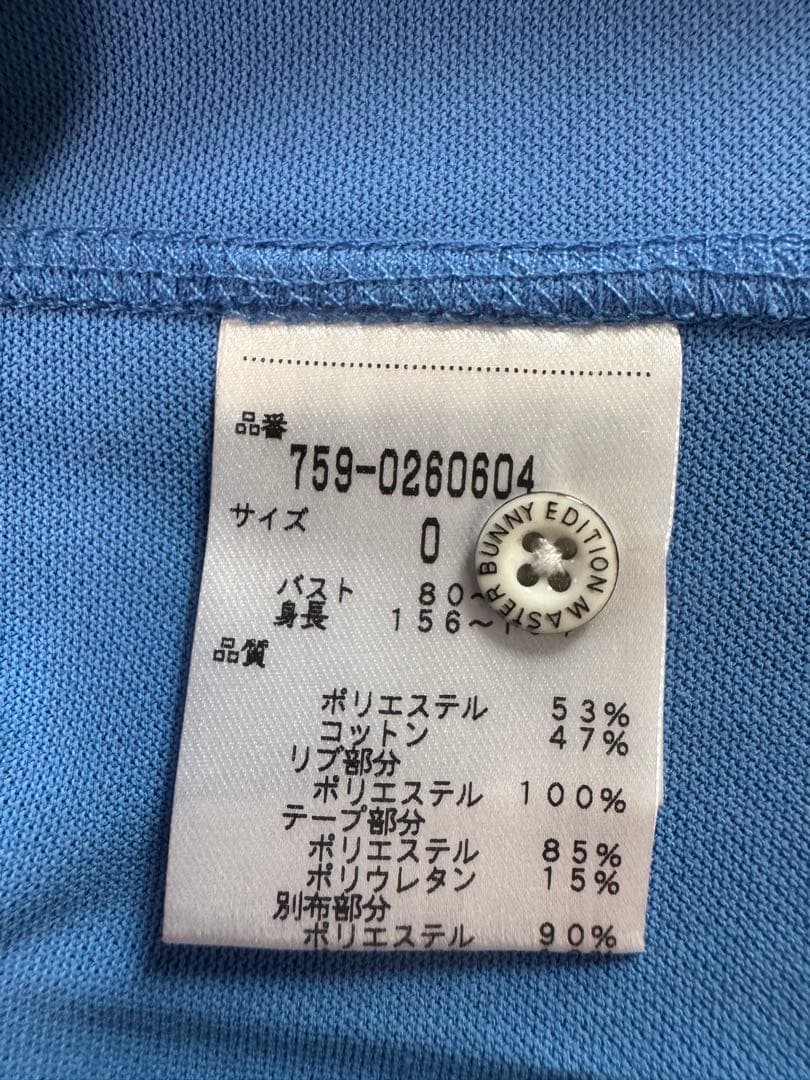 品番
759-0260604
サイズ 0
バスト 80~
身長 156~
品質
ポリエステル 53%
コットン 47%
リブ部分
ポリエステル 100%
テープ部分
ポリエステル 85%
ポリウレタン 15%
別布部分
ポリエステル 90%
MASTER BUNNY EDITION